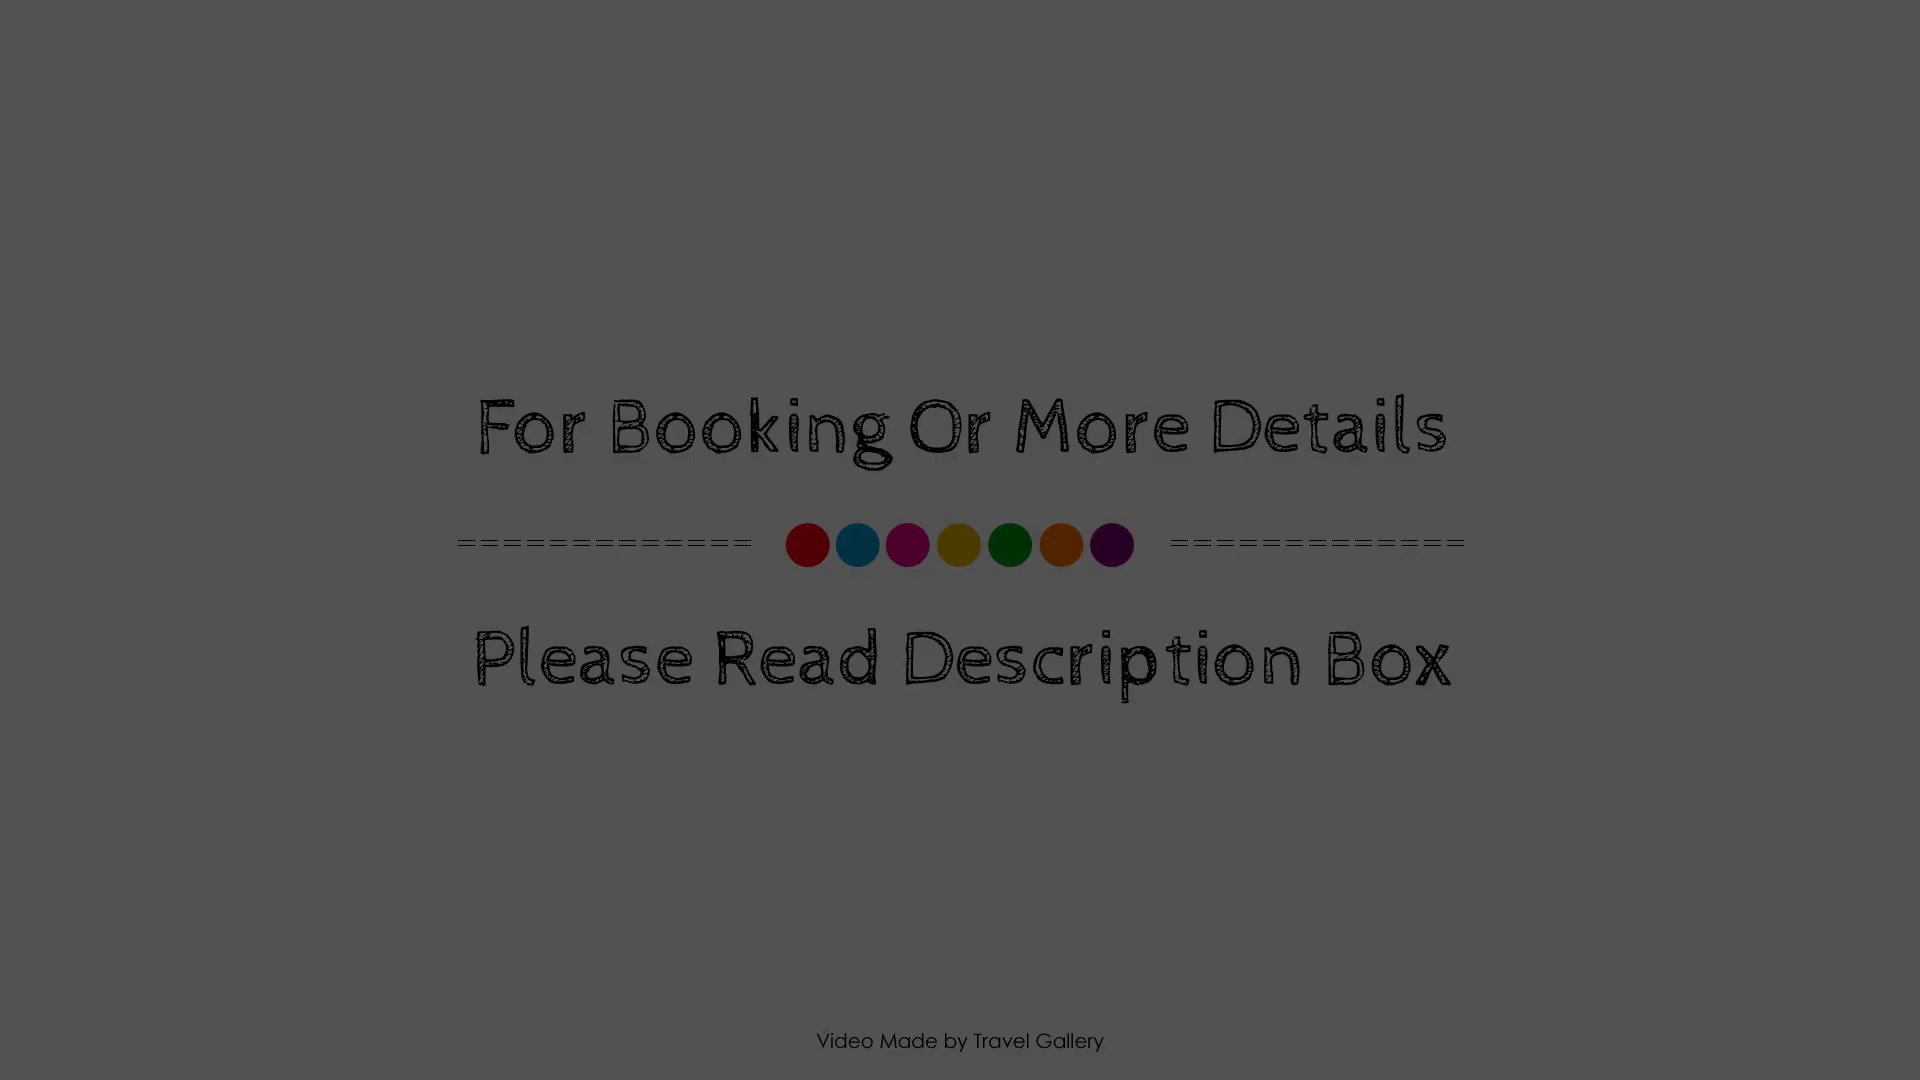 For Booking Or More Details
============= =============
Please Read Description Box
Video Made by Travel Gallery